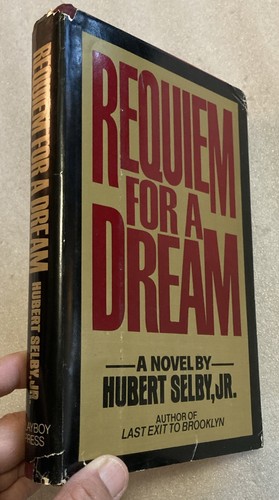 REQUIEM
FOR A
DREAM
A NOVEL BY
HUBERT SELBY, JR.
AUTHOR OF
LAST EXIT TO BROOKLYN
REQUIEM FOR A DREAM
HUBERT SELBY, JR.
PLAYBOY
PRESS